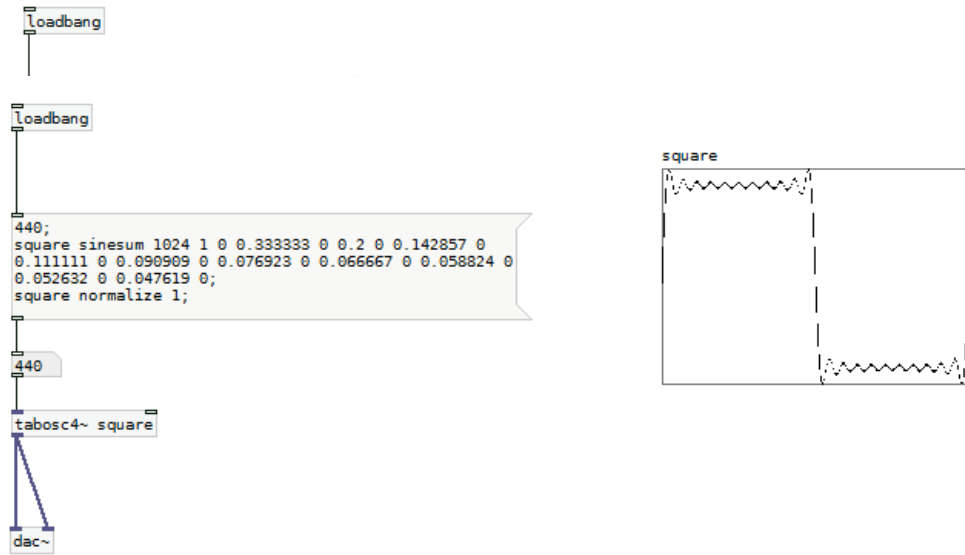 loadbang
loadbang
square
440;
square sinesum 1024 1 0 0.333333 0 0.2 0 0.142857 0
0.111111 0 0.090909 0 0.076923 0 0.066667 0 0.058824 0
0.052632 0 0.047619 0;
square normalize 1;
440
tabosc4~ square
dac~